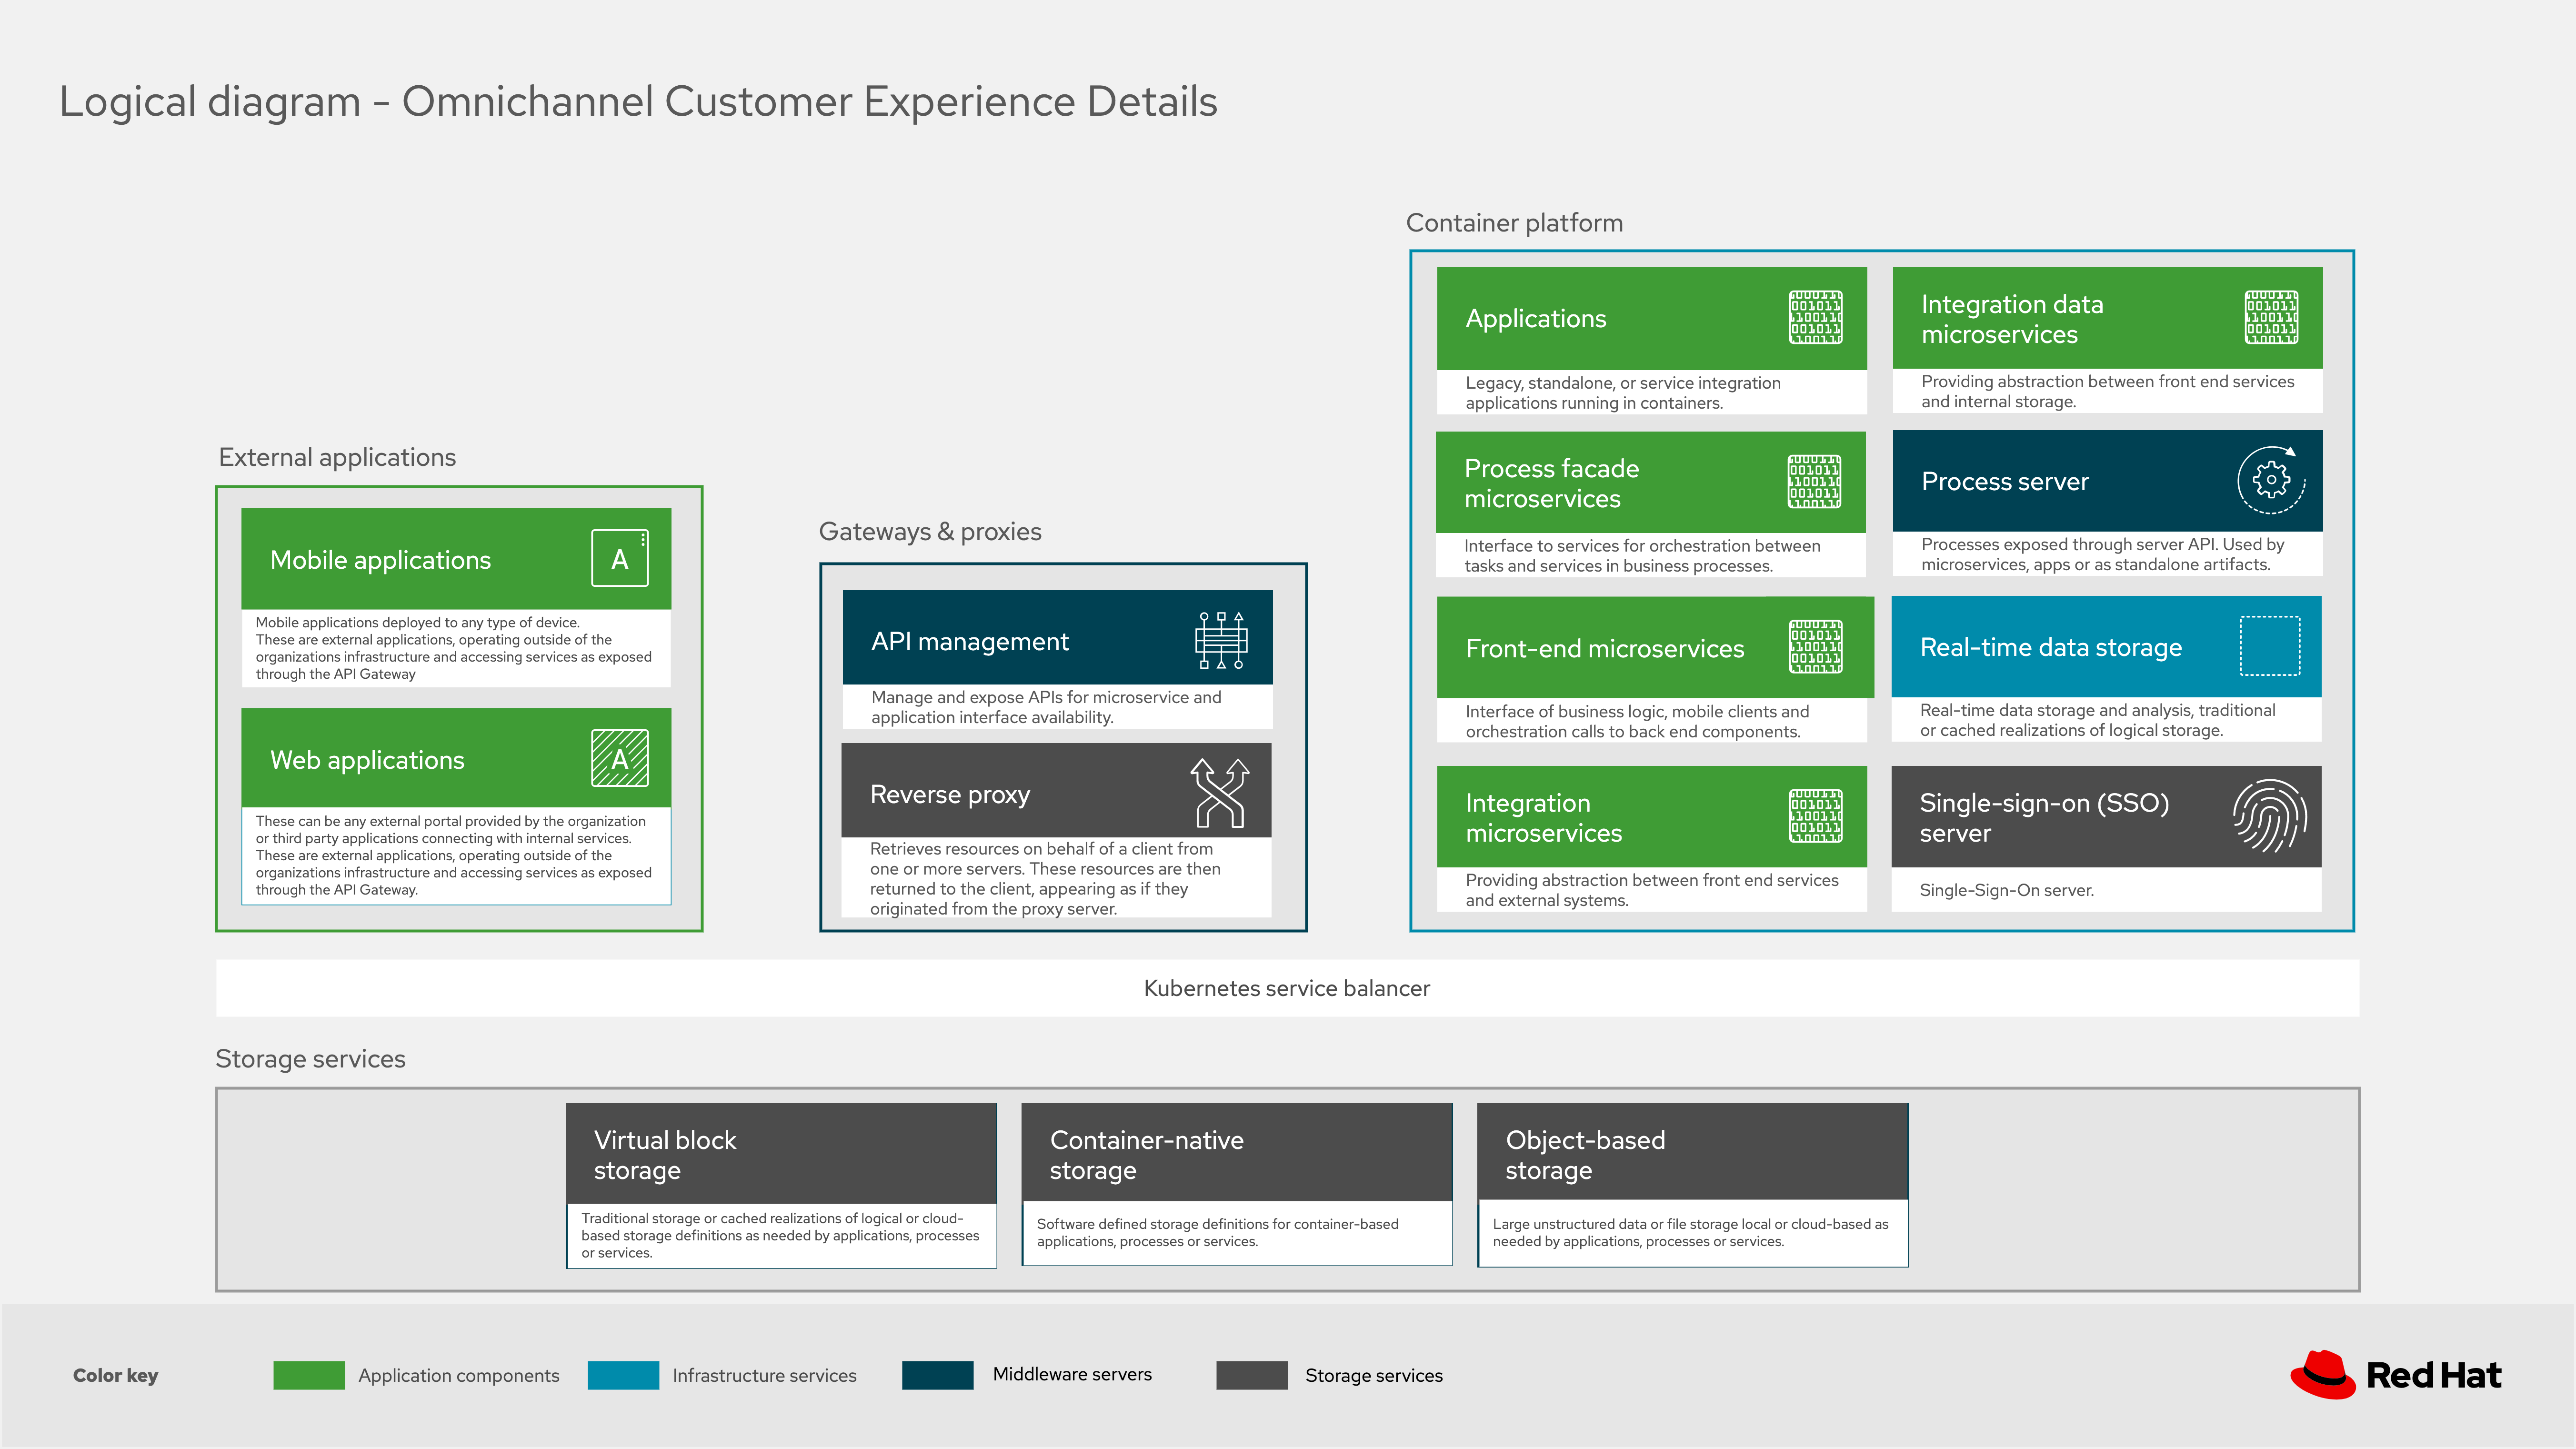 Logical diagram - Omnichannel Customer Experience Details
External applications
Mobile applications
A
Mobile applications deployed to any type of device.
These are external applications, operating outside of the
organizations infrastructure and accessing services as exposed
through the API Gateway
Web applications
A
These can be any external portal provided by the organization
or third party applications connecting with internal services.
These are external applications, operating outside of the
organizations infrastructure and accessing services as exposed
through the API Gateway.
Gateways & proxies
API management
Manage and expose APIs for microservice and
application interface availability.
Reverse proxy
Retrieves resources on behalf of a client from
one or more servers. These resources are then
returned to the client, appearing as if they
originated from the proxy server.
Container platform
Applications
Legacy, standalone, or service integration
applications running in containers.
Integration data
microservices
Providing abstraction between front end services
and internal storage.
Process facade
microservices
Interface to services for orchestration between
tasks and services in business processes.
Process server
Processes exposed through server API. Used by
microservices, apps or as standalone artifacts.
Front-end microservices
Interface of business logic, mobile clients and
orchestration calls to back end components.
Real-time data storage
Real-time data storage and analysis, traditional
or cached realizations of logical storage.
Integration
microservices
Providing abstraction between front end services
and external systems.
Single-sign-on (SSO)
server
Single-Sign-On server.
Kubernetes service balancer
Storage services
Virtual block
storage
Traditional storage or cached realizations of logical or cloud-
based storage definitions as needed by applications, processes
or services.
Container-native
storage
Software defined storage definitions for container-based
applications, processes or services.
Object-based
storage
Large unstructured data or file storage local or cloud-based as
needed by applications, processes or services.
Color key
Application components
Infrastructure services
Middleware servers
Storage services
Red Hat